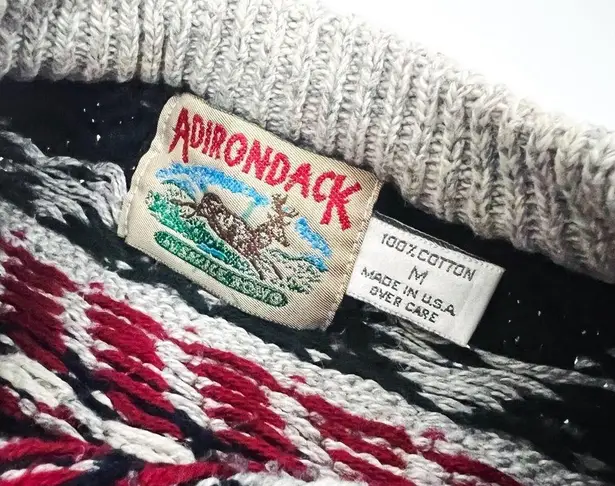 ADIRONDACK
100% COTTON
M
MADE IN U.S.A
OVER CARE